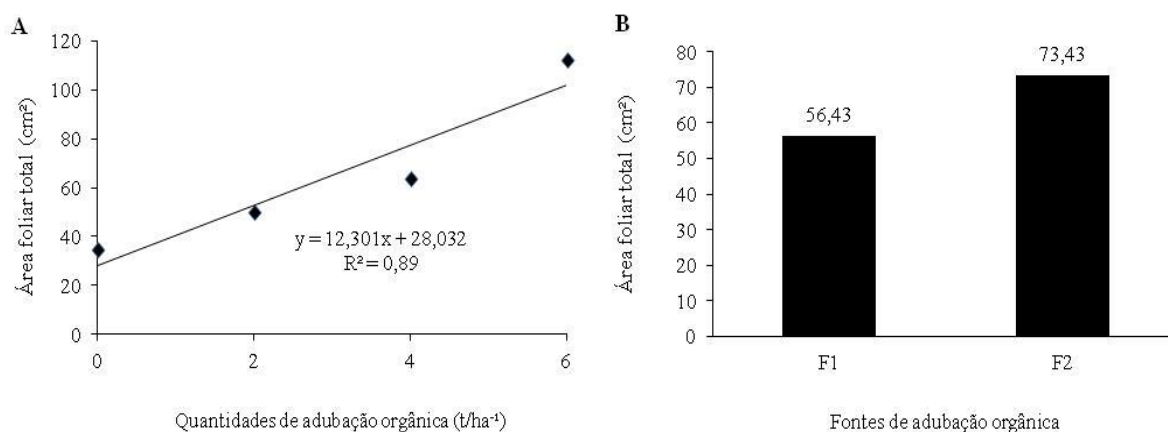 A
Área foliar total (cm²)
120
100
80
60
40
20
0
y = 12,301x + 28,032
R² = 0,89
0 2 4 6
Quantidades de adubação orgânica (t/ha⁻¹)
B
Área foliar total (cm²)
80
70
60
50
40
30
20
10
0
56,43
73,43
F1 F2
Fontes de adubação orgânica